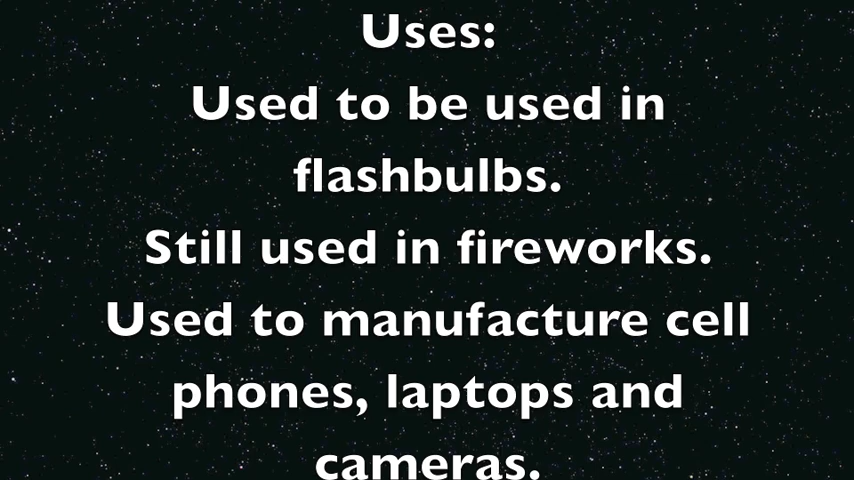 Uses:
Used to be used in
flashbulbs.
Still used in fireworks.
Used to manufacture cell
phones, laptops and
cameras.